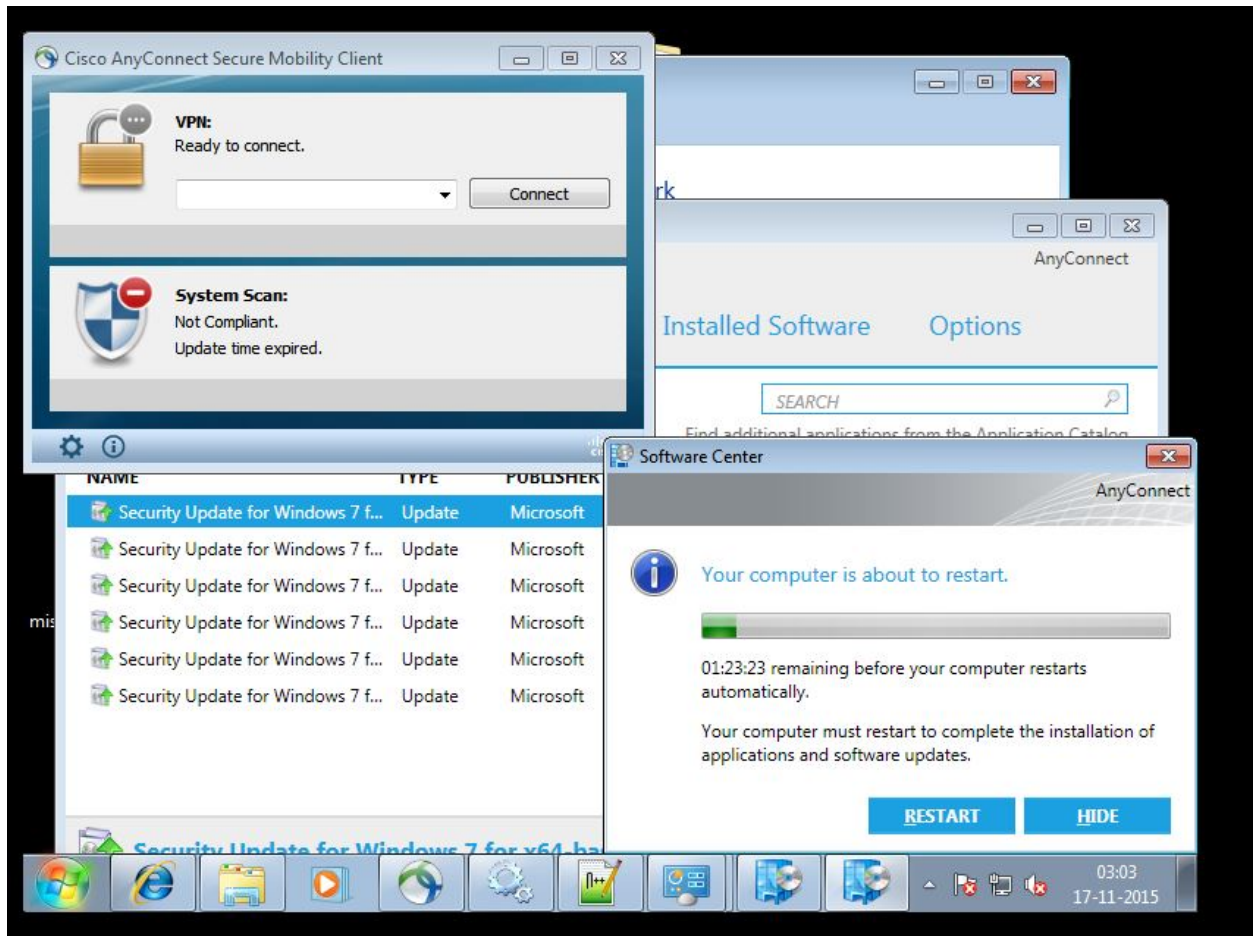 Cisco AnyConnect Secure Mobility Client
VPN:
Ready to connect.
Connect
System Scan:
Not Compliant.
Update time expired.
rk
AnyConnect
Installed Software Options
SEARCH
Find additional applications from the Application Catalog
NAME TYPE PUBLISHER
Security Update for Windows 7 f... Update Microsoft
Security Update for Windows 7 f... Update Microsoft
Security Update for Windows 7 f... Update Microsoft
Security Update for Windows 7 f... Update Microsoft
Security Update for Windows 7 f... Update Microsoft
Security Update for Windows 7 f... Update Microsoft
mis
Security Update for Windows 7 for x64-ba
Software Center
AnyConnect
Your computer is about to restart.
01:23:23 remaining before your computer restarts
automatically.
Your computer must restart to complete the installation of
applications and software updates.
RESTART HIDE
03:03
17-11-2015